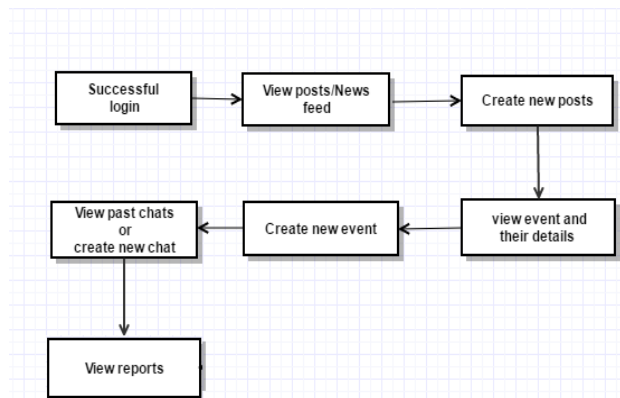 Successful
login
View posts/News
feed
Create new posts
view event and
their details
Create new event
View past chats
or
create new chat
View reports